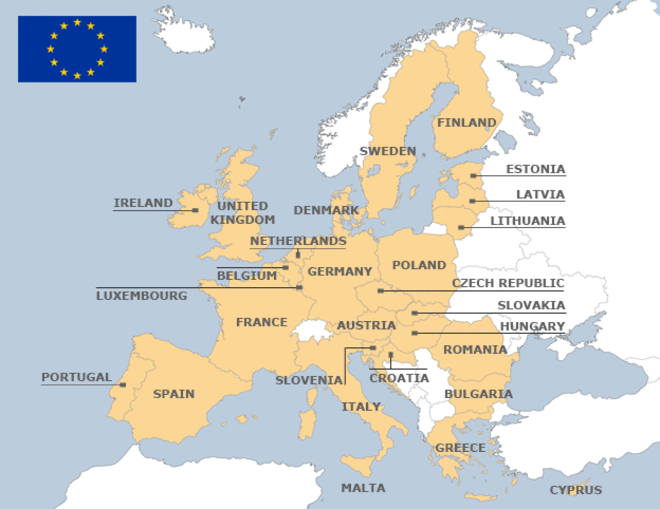 FINLAND
SWEDEN
ESTONIA
LATVIA
LITHUANIA
IRELAND
UNITED
KINGDOM
DENMARK
NETHERLANDS
BELGIUM
GERMANY
POLAND
LUXEMBOURG
CZECH REPUBLIC
SLOVAKIA
FRANCE
AUSTRIA
HUNGARY
ROMANIA
PORTUGAL
SPAIN
SLOVENIA
CROATIA
BULGARIA
ITALY
GREECE
MALTA
CYPRUS